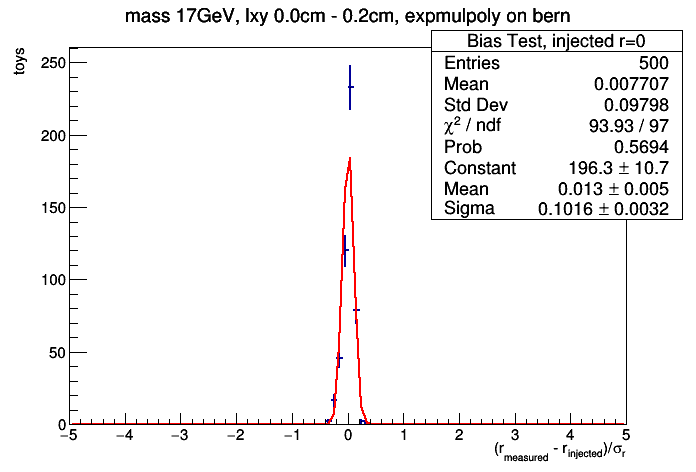 mass 17GeV, lxy 0.0cm - 0.2cm, expmulpoly on bern
Bias Test, injected r=0
Entries 500
Mean 0.007707
Std Dev 0.09798
χ² / ndf 93.93 / 97
Prob 0.5694
Constant 196.3 ± 10.7
Mean 0.013 ± 0.005
Sigma 0.1016 ± 0.0032
toys
250
200
150
100
50
0
−5 −4 −3 −2 −1 0 1 2 3 4 5
(r_measured - r_injected)/σ_r